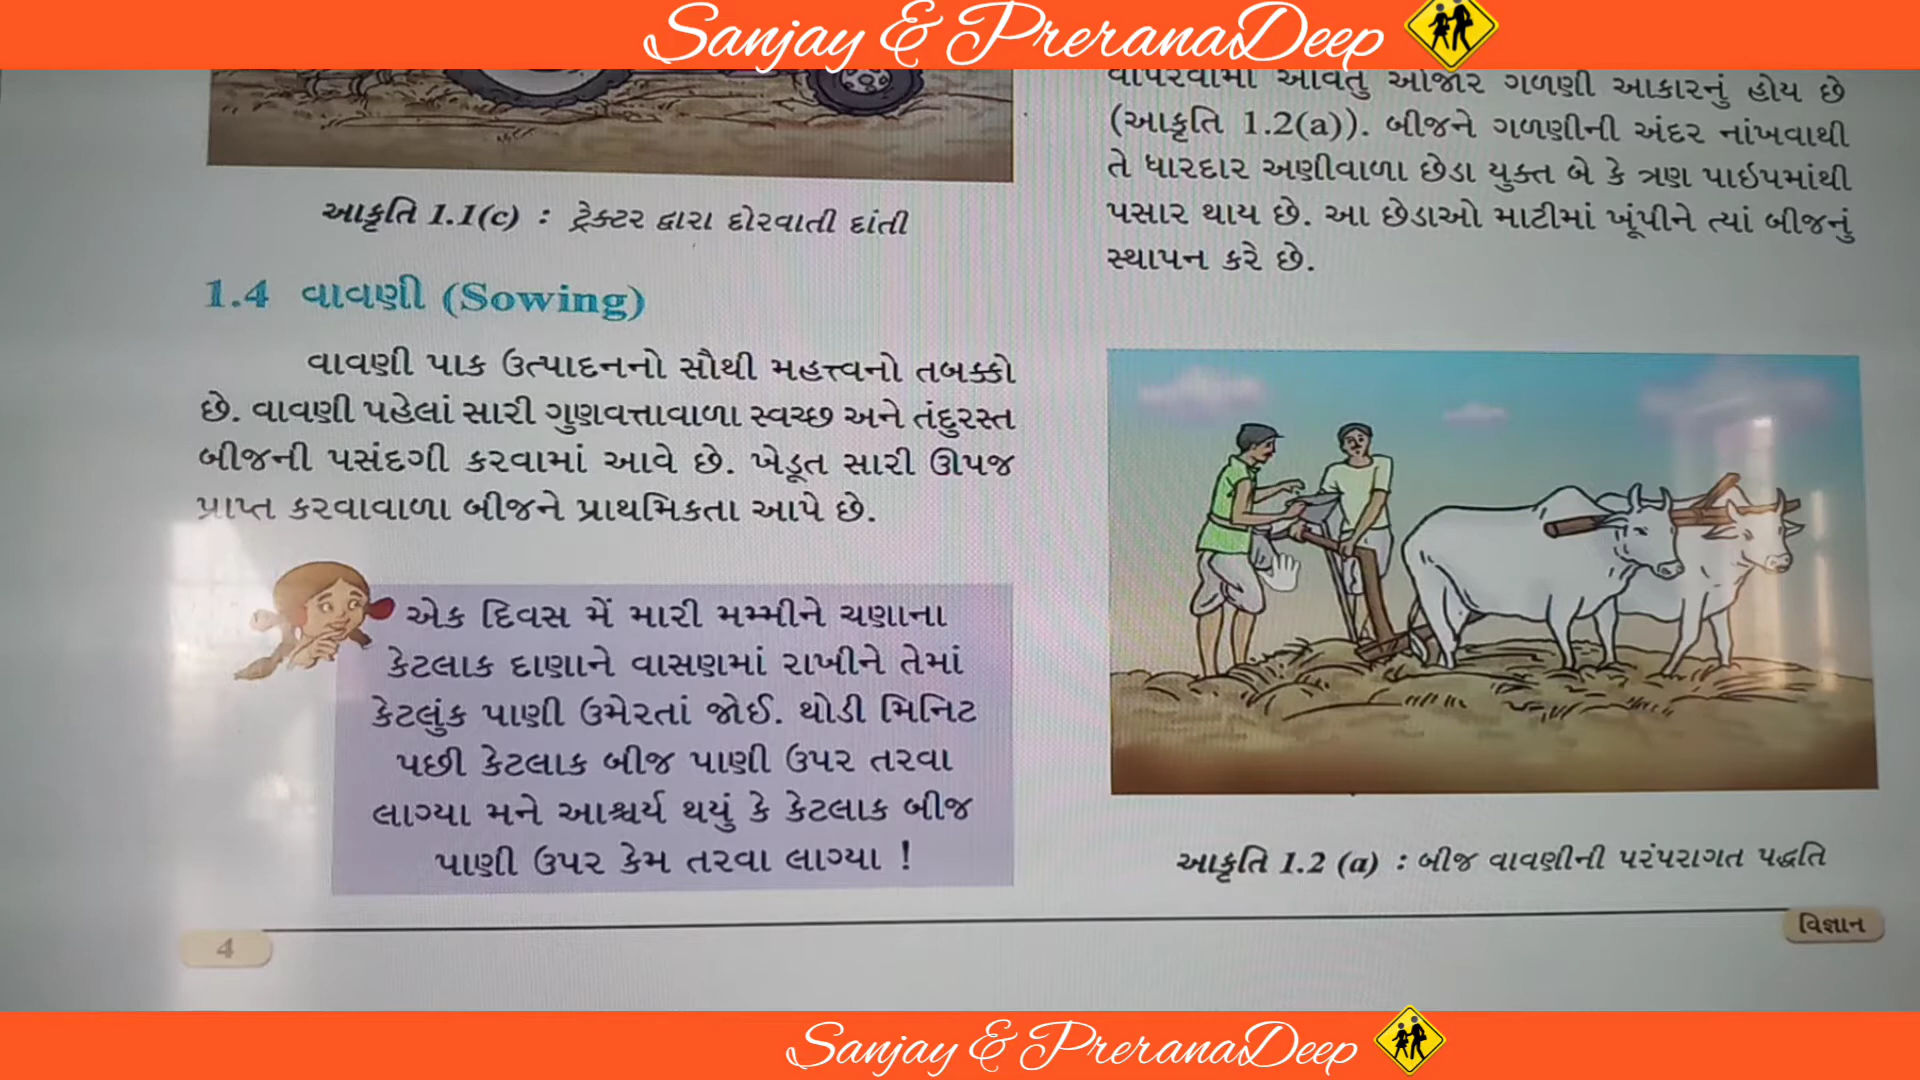 Sanjay & PreranaDeep
આકૃતિ 1.1(c) : ટ્રેક્ટર દ્વારા દોરવાતી દાંતી
1.4 વાવણી (Sowing)
વાવણી પાક ઉત્પાદનનો સૌથી મહત્ત્વનો તબક્કો
છે. વાવણી પહેલાં સારી ગુણવત્તાવાળા સ્વચ્છ અને તંદુરસ્ત
બીજની પસંદગી કરવામાં આવે છે. ખેડૂત સારી ઊપજ
પ્રાપ્ત કરવાવાળા બીજને પ્રાથમિકતા આપે છે.
એક દિવસ મેં મારી મમ્મીને ચણાના
કેટલાક દાણાને વાસણમાં રાખીને તેમાં
કેટલુંક પાણી ઉમેરતાં જોઈ. થોડી મિનિટ
પછી કેટલાક બીજ પાણી ઉપર તરવા
લાગ્યા મને આશ્ચર્ય થયું કે કેટલાક બીજ
પાણી ઉપર કેમ તરવા લાગ્યા !
વાપરવામાં આવતું ઓજાર ગળણી આકારનું હોય છે
(આકૃતિ 1.2(a)). બીજને ગળણીની અંદર નાંખવાથી
તે ધારદાર અણીવાળા છેડા યુક્ત બે કે ત્રણ પાઇપમાંથી
પસાર થાય છે. આ છેડાઓ માટીમાં ખૂંપીને ત્યાં બીજનું
સ્થાપન કરે છે.
આકૃતિ 1.2 (a) : બીજ વાવણીની પરંપરાગત પદ્ધતિ
4
વિજ્ઞાન
Sanjay & PreranaDeep